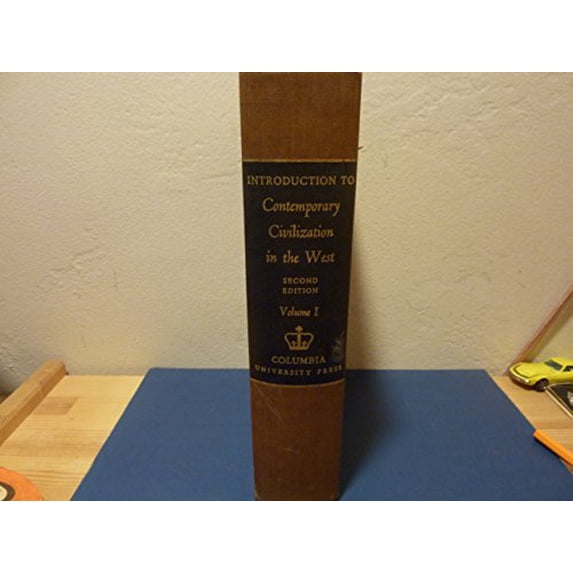 INTRODUCTION TO
Contemporary
Civilization
in the West
SECOND
EDITION
Volume I
COLUMBIA
UNIVERSITY PRESS